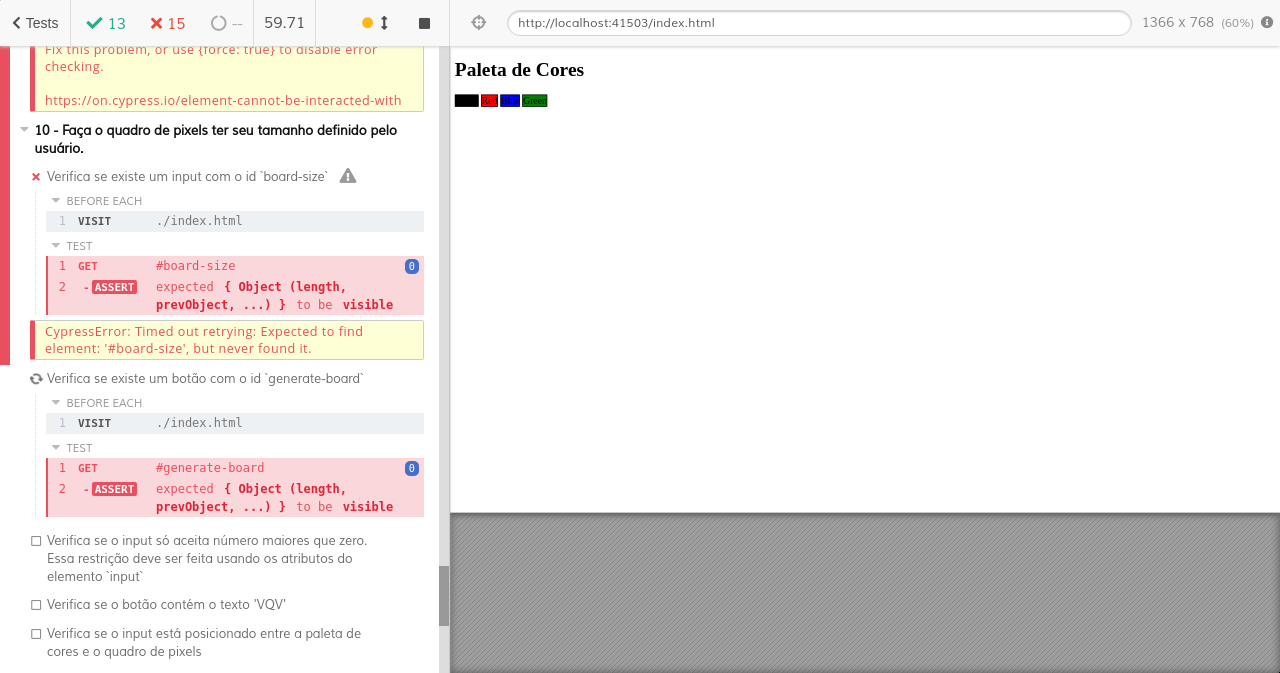 Tests
13
15
--
59.71
http://localhost:41503/index.html
1366 x 768 (60%)
Fix this problem, or use {force: true} to disable error
checking.
https://on.cypress.io/element-cannot-be-interacted-with
10 - Faça o quadro de pixels ter seu tamanho definido pelo
usuário.
Verifica se existe um input com o id `board-size`
BEFORE EACH
1 VISIT ./index.html
TEST
1 GET #board-size 0
2 -ASSERT expected { Object (length,
prevObject, ...) } to be visible
CypressError: Timed out retrying: Expected to find
element: '#board-size', but never found it.
Verifica se existe um botão com o id `generate-board`
BEFORE EACH
1 VISIT ./index.html
TEST
1 GET #generate-board 0
2 -ASSERT expected { Object (length,
prevObject, ...) } to be visible
Verifica se o input só aceita número maiores que zero.
Essa restrição deve ser feita usando os atributos do
elemento `input`
Verifica se o botão contém o texto 'VQV'
Verifica se o input está posicionado entre a paleta de
cores e o quadro de pixels
Paleta de Cores
Red Blue Green